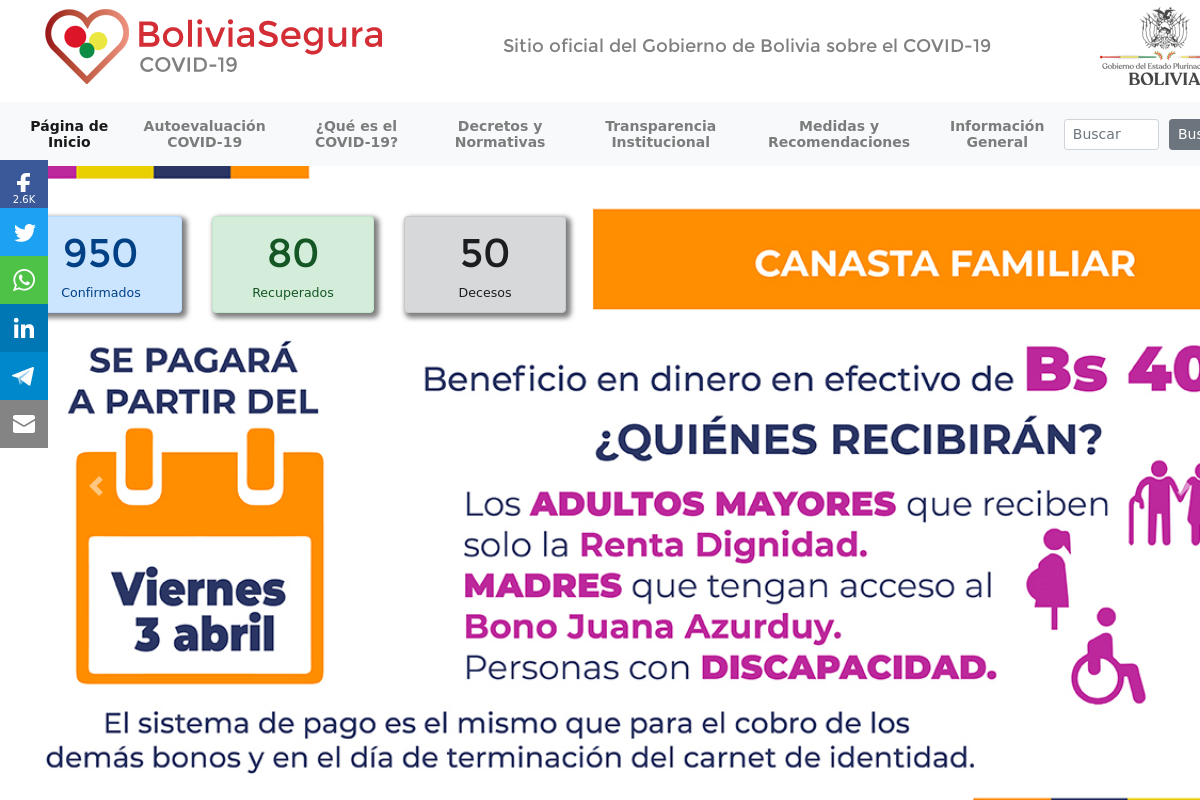 BoliviaSegura
COVID-19
Sitio oficial del Gobierno de Bolivia sobre el COVID-19
Gobierno del Estado
BOLIVIA
Página de Inicio
Autoevaluación COVID-19
¿Qué es el COVID-19?
Decretos y Normativas
Transparencia Institucional
Medidas y Recomendaciones
Información General
Buscar
2.6K
950
Confirmados
80
Recuperados
50
Decesos
CANASTA FAMILIAR
SE PAGARÁ
A PARTIR DEL
Viernes
3 abril
Beneficio en dinero en efectivo de Bs
¿QUIÉNES RECIBIRÁN?
Los ADULTOS MAYORES que reciben
solo la Renta Dignidad.
MADRES que tengan acceso al
Bono Juana Azurduy.
Personas con DISCAPACIDAD.
El sistema de pago es el mismo que para el cobro de los
demás bonos y en el día de terminación del carnet de identidad.